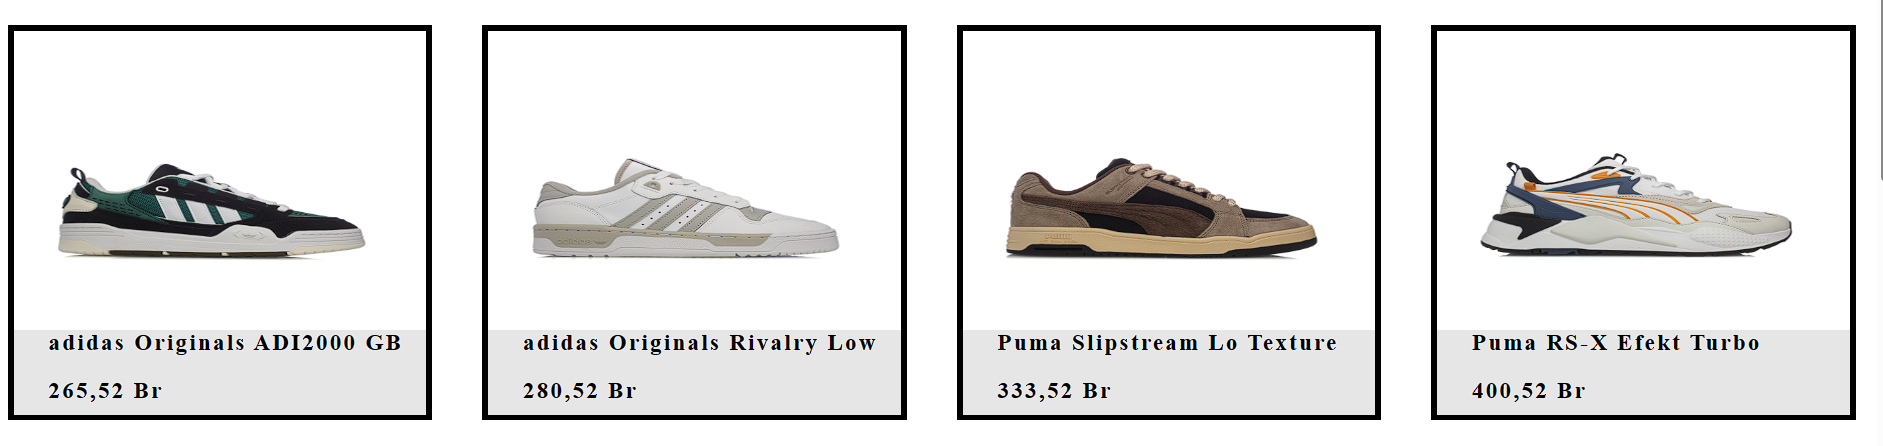 adidas Originals ADI2000 GB
265,52 Br
adidas Originals Rivalry Low
280,52 Br
Puma Slipstream Lo Texture
333,52 Br
Puma RS-X Efekt Turbo
400,52 Br